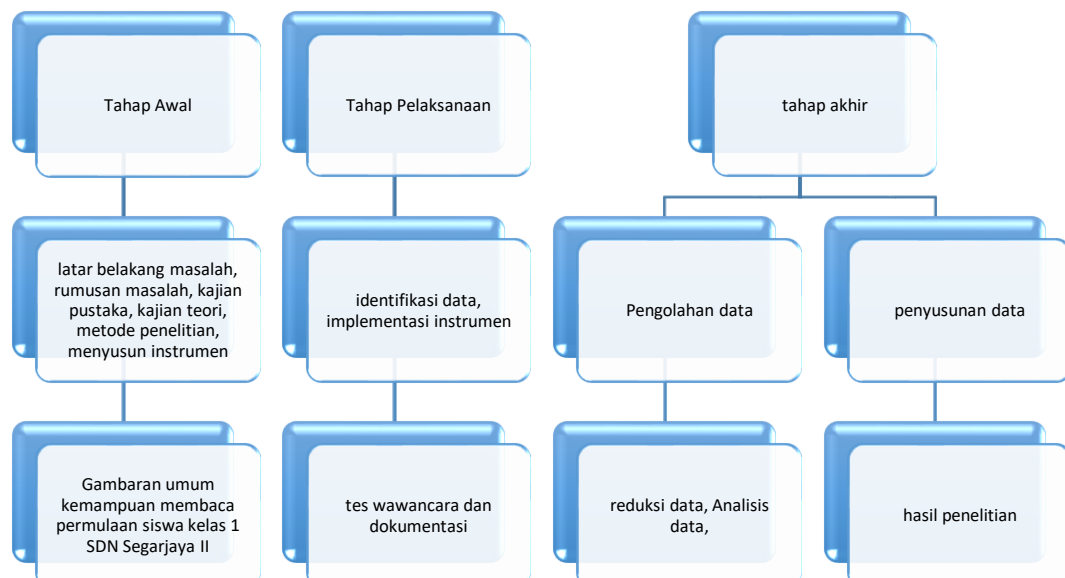 Tahap Awal
Tahap Pelaksanaan
tahap akhir
latar belakang masalah,
rumusan masalah, kajian
pustaka, kajian teori,
metode penelitian,
menyusun instrumen
identifikasi data,
implementasi instrumen
Pengolahan data
penyusunan data
Gambaran umum
kemampuan membaca
permulaan siswa kelas 1
SDN Segarjaya II
tes wawancara dan
dokumentasi
reduksi data, Analisis
data,
hasil penelitian